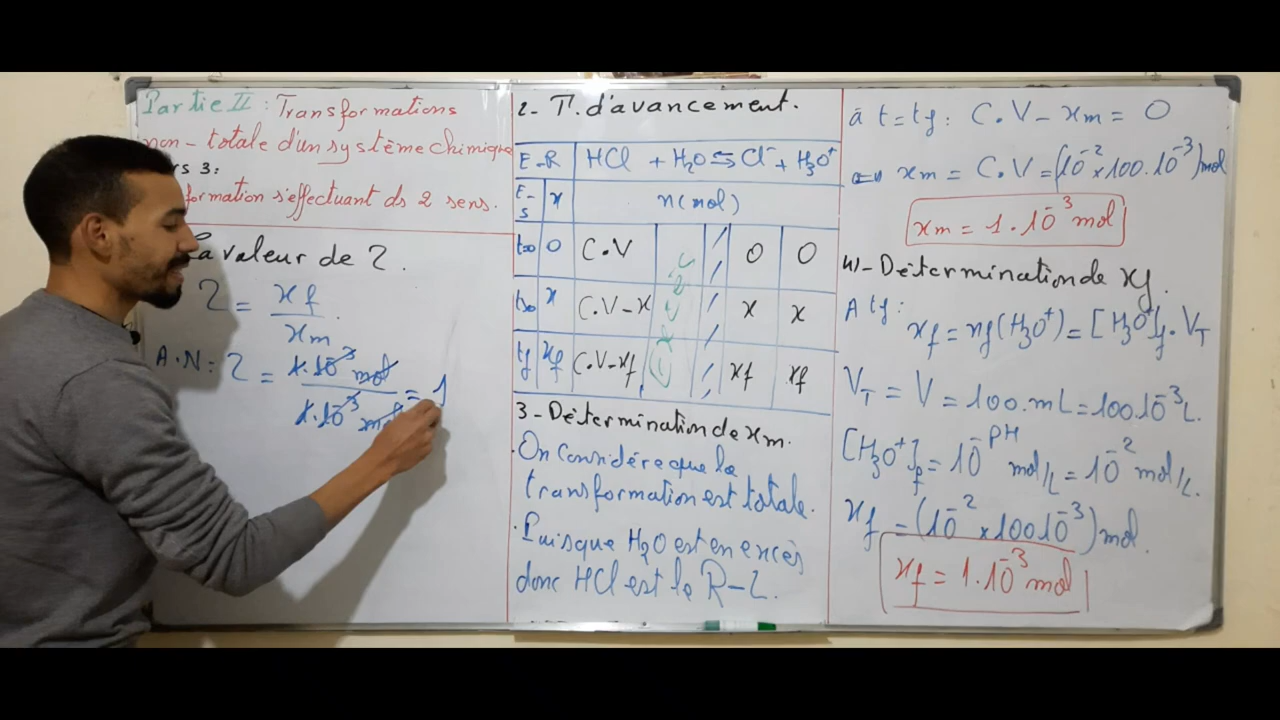 Partie II : Transformations
non-totale d'un système chimique
rs 3:
formation s'effectuant ds 2 sens.
La valeur de Z.
Z = xf / xm.
A.N: Z = 1.10⁻³ mol / 1.10⁻³ mol = 1
2- T. d'avancement.
E-R HCl + H₂O ⇌ Cl⁻ + H₃O⁺
E-S x n(mol)
t=0 0 C.V 0 0
x C.V-x x x
tf xf C.V-xf xf xf
3- Détermination de xm.
. On considére que la
transformation est totale.
. Puisque H₂O est en excès
donc HCl est le R-L.
à t=tf: C.V - xm = 0
xm = C.V = (10⁻² × 100.10⁻³) mol
xm = 1.10⁻³ mol
4)- Détermination de xf.
A tf:
xf = nf(H₃O⁺) = [H₃O⁺]f . V_T
V_T = V = 100.mL = 100.10⁻³ L.
[H₃O⁺]f = 10^-PH mol/L = 10⁻² mol/L.
xf = (10⁻² × 100.10⁻³) mol.
xf = 1.10⁻³ mol